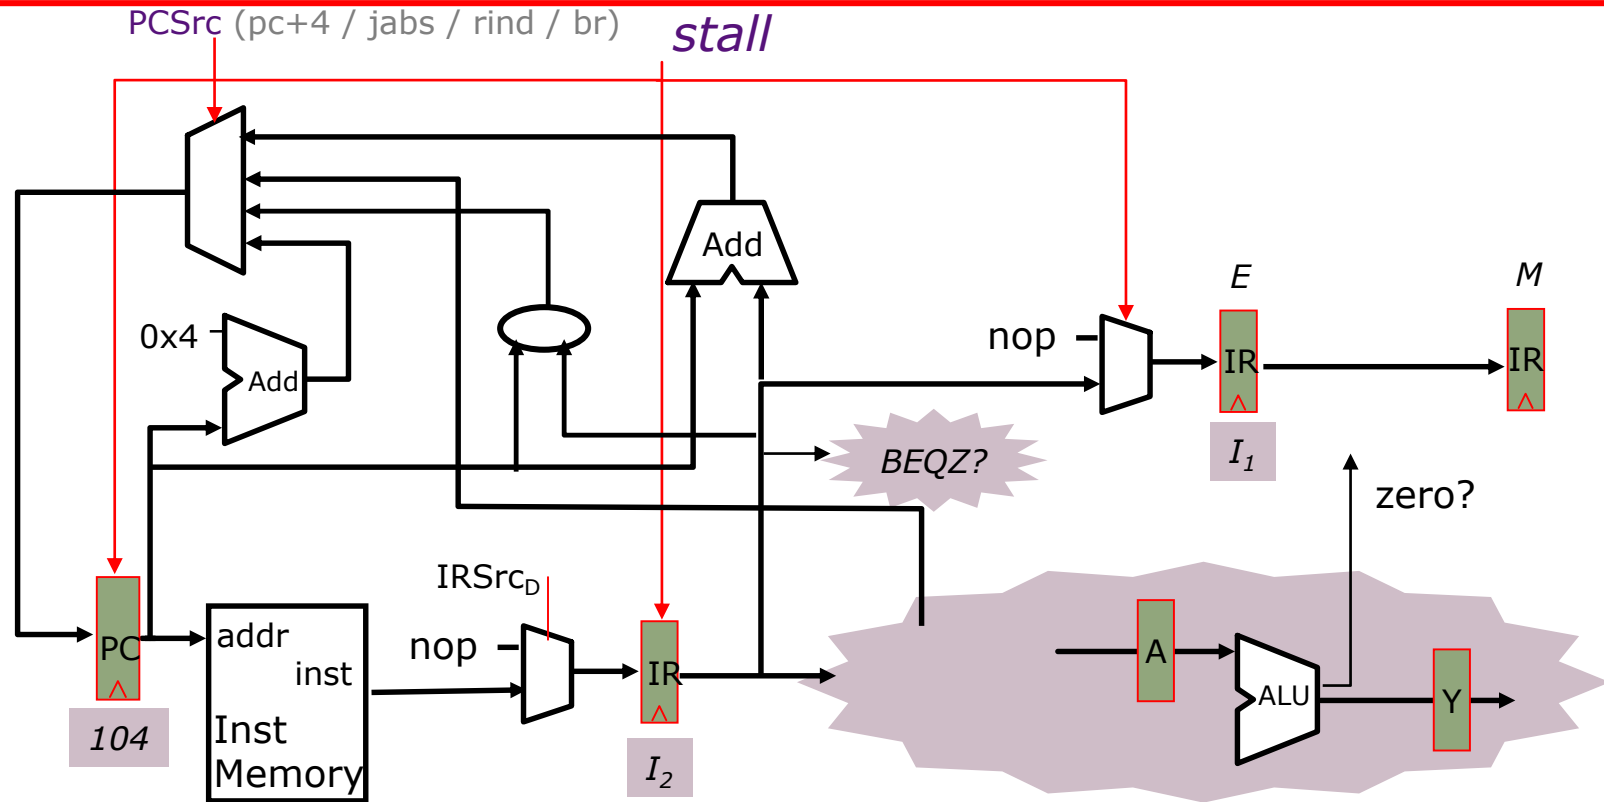 PCSrc (pc+4 / jabs / rind / br)
stall
Add
E
M
0x4
Add
nop
IR
IR
BEQZ?
I1
zero?
IRSrcD
PC
addr
inst
nop
IR
A
ALU
Y
104
Inst
Memory
I2